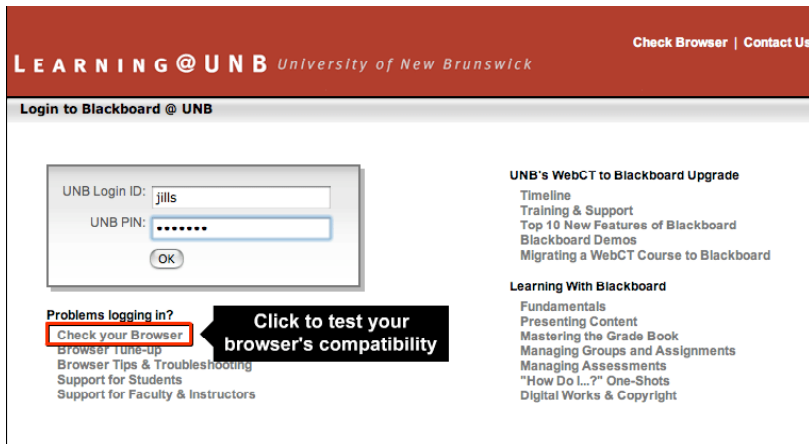 Check Browser | Contact Us
LEARNING@UNB University of New Brunswick
Login to Blackboard @ UNB
UNB Login ID: jills
UNB PIN: •••••••
OK
Problems logging in?
Check your Browser
Browser Tune-up
Browser Tips & Troubleshooting
Support for Students
Support for Faculty & Instructors
Click to test your
browser's compatibility
UNB's WebCT to Blackboard Upgrade
Timeline
Training & Support
Top 10 New Features of Blackboard
Blackboard Demos
Migrating a WebCT Course to Blackboard
Learning With Blackboard
Fundamentals
Presenting Content
Mastering the Grade Book
Managing Groups and Assignments
Managing Assessments
"How Do I...?" One-Shots
Digital Works & Copyright